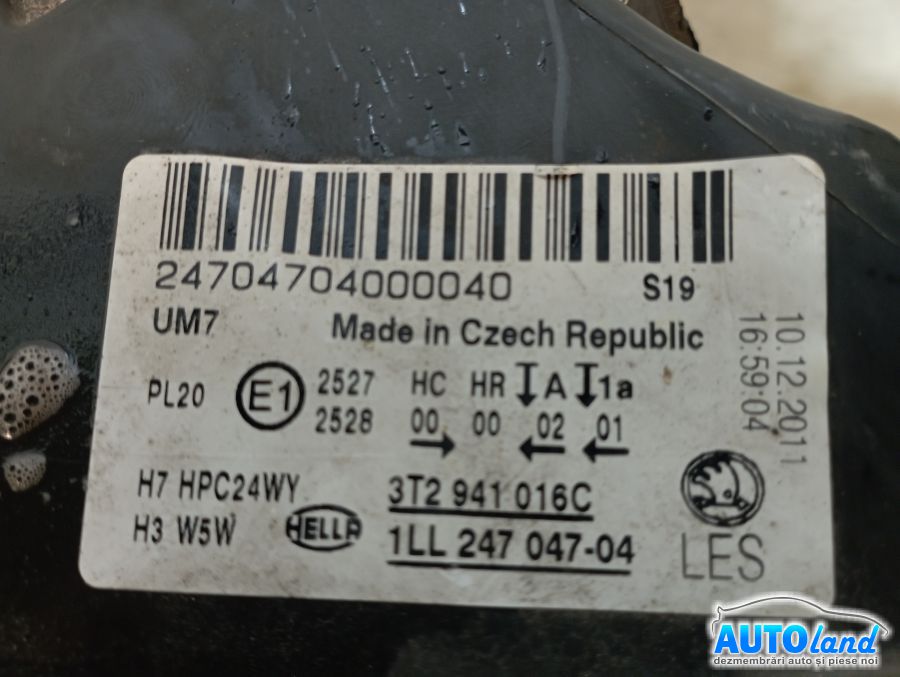 24704704000040 S19
UM7 Made in Czech Republic
10.12.2011
16:59:04
PL20 E1 2527 HC HR A 1a
2528 00 00 02 01
H7 HPC24WY 3T2 941 016C
H3 W5W HELLA 1LL 247 047-04
LES
AUTOland
dezmembrări auto și piese noi